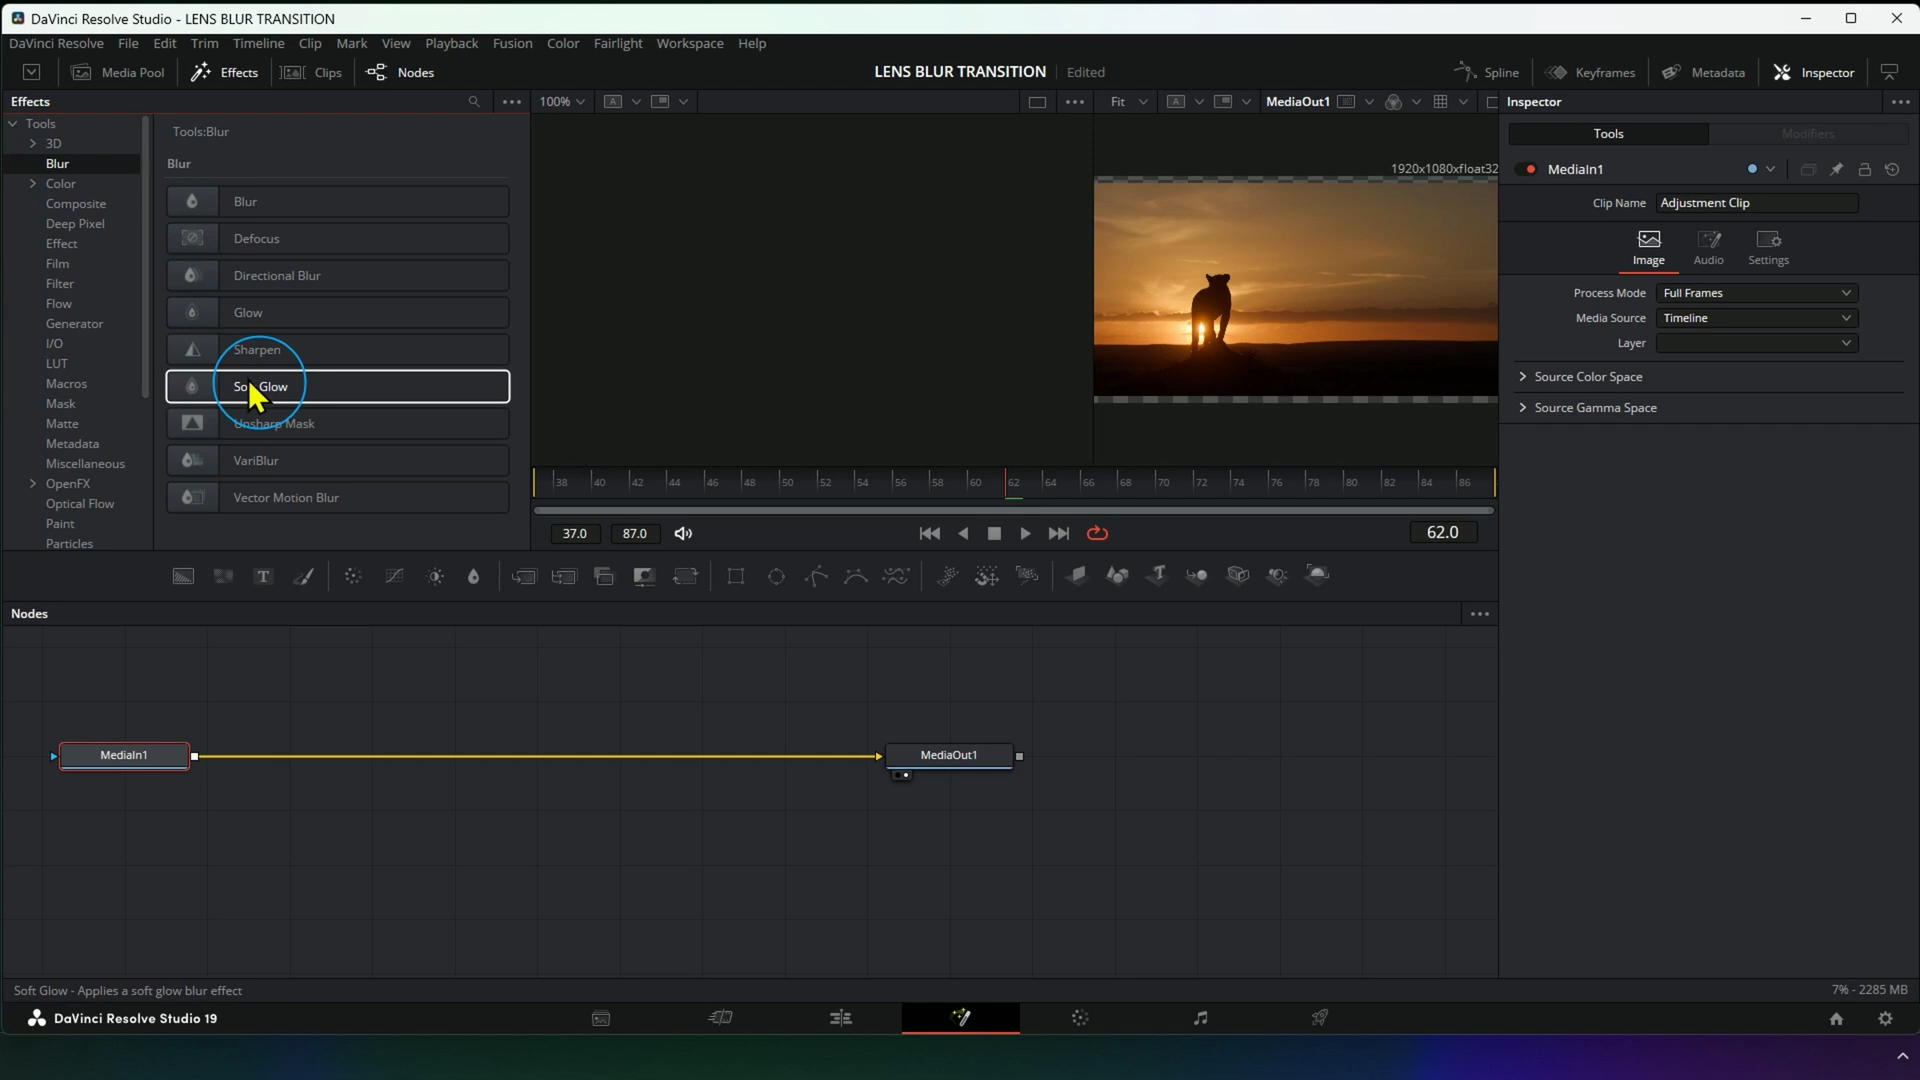 DaVinci Resolve Studio - LENS BLUR TRANSITION
DaVinci Resolve File Edit Trim Timeline Clip Mark View Playback Fusion Color Fairlight Workspace Help
Media Pool Effects Clips Nodes LENS BLUR TRANSITION Edited Spline Keyframes Metadata Inspector
Effects 100% Fit MediaOut1 Inspector
Tools
3D
Blur
Color
Composite
Deep Pixel
Effect
Film
Filter
Flow
Generator
I/O
LUT
Macros
Mask
Matte
Metadata
Miscellaneous
OpenFX
Optical Flow
Paint
Particles
Tools:Blur
Blur
Blur
Defocus
Directional Blur
Glow
Sharpen
Soft Glow
Unsharp Mask
VariBlur
Vector Motion Blur
1920x1080xfloat32
38 40 42 44 46 48 50 52 54 56 58 60 62 64 66 68 70 72 74 76 78 80 82 84 86
37.0 87.0 62.0
Tools Modifiers
MediaIn1
Clip Name Adjustment Clip
Image Audio Settings
Process Mode Full Frames
Media Source Timeline
Layer
Source Color Space
Source Gamma Space
Nodes
MediaIn1 MediaOut1
Soft Glow - Applies a soft glow blur effect 7% - 2285 MB
DaVinci Resolve Studio 19